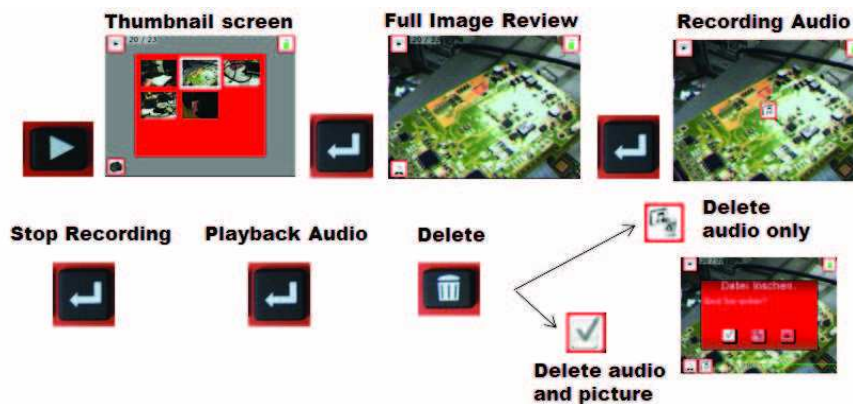 Thumbnail screen
Full Image Review
Recording Audio
20 / 23
Stop Recording
Playback Audio
Delete
Delete
audio only
Datei löschen.
Delete audio
and picture